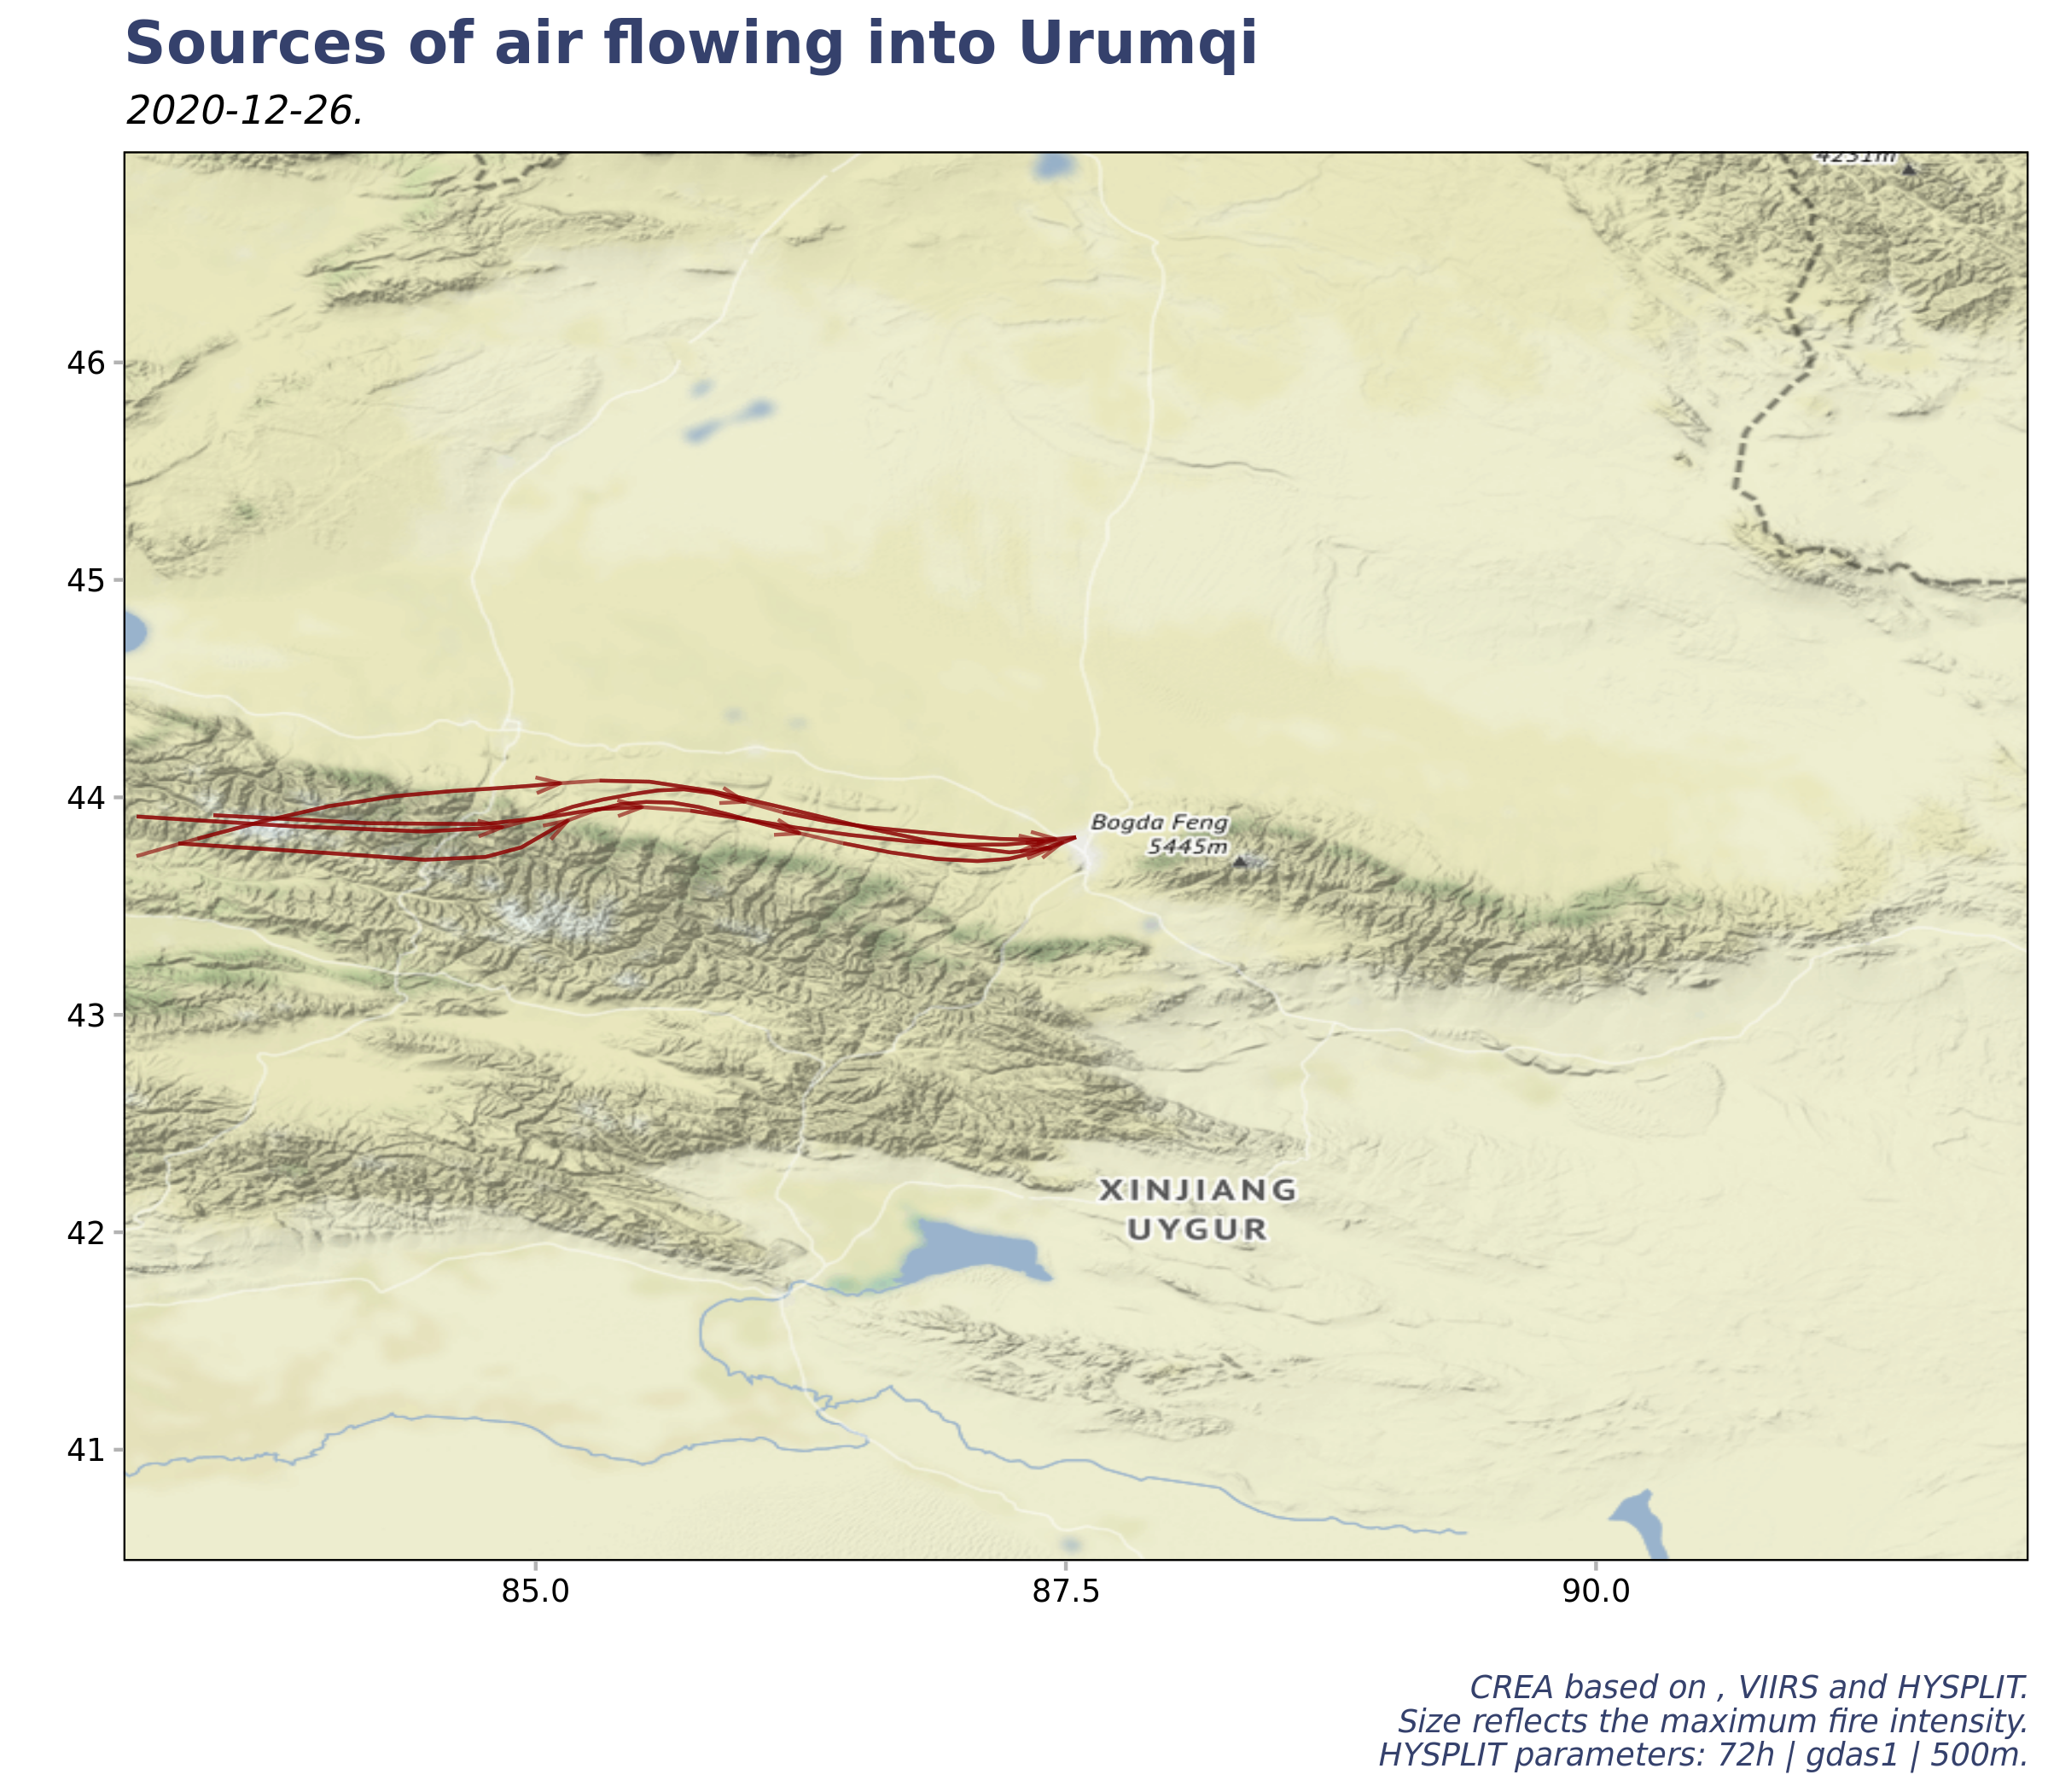 Sources of air flowing into Urumqi
2020-12-26.
4231m
46
45
44
Bogda Feng
5445m
43
XINJIANG
UYGUR
42
41
85.0
87.5
90.0
CREA based on , VIIRS and HYSPLIT.
Size reflects the maximum fire intensity.
HYSPLIT parameters: 72h | gdas1 | 500m.